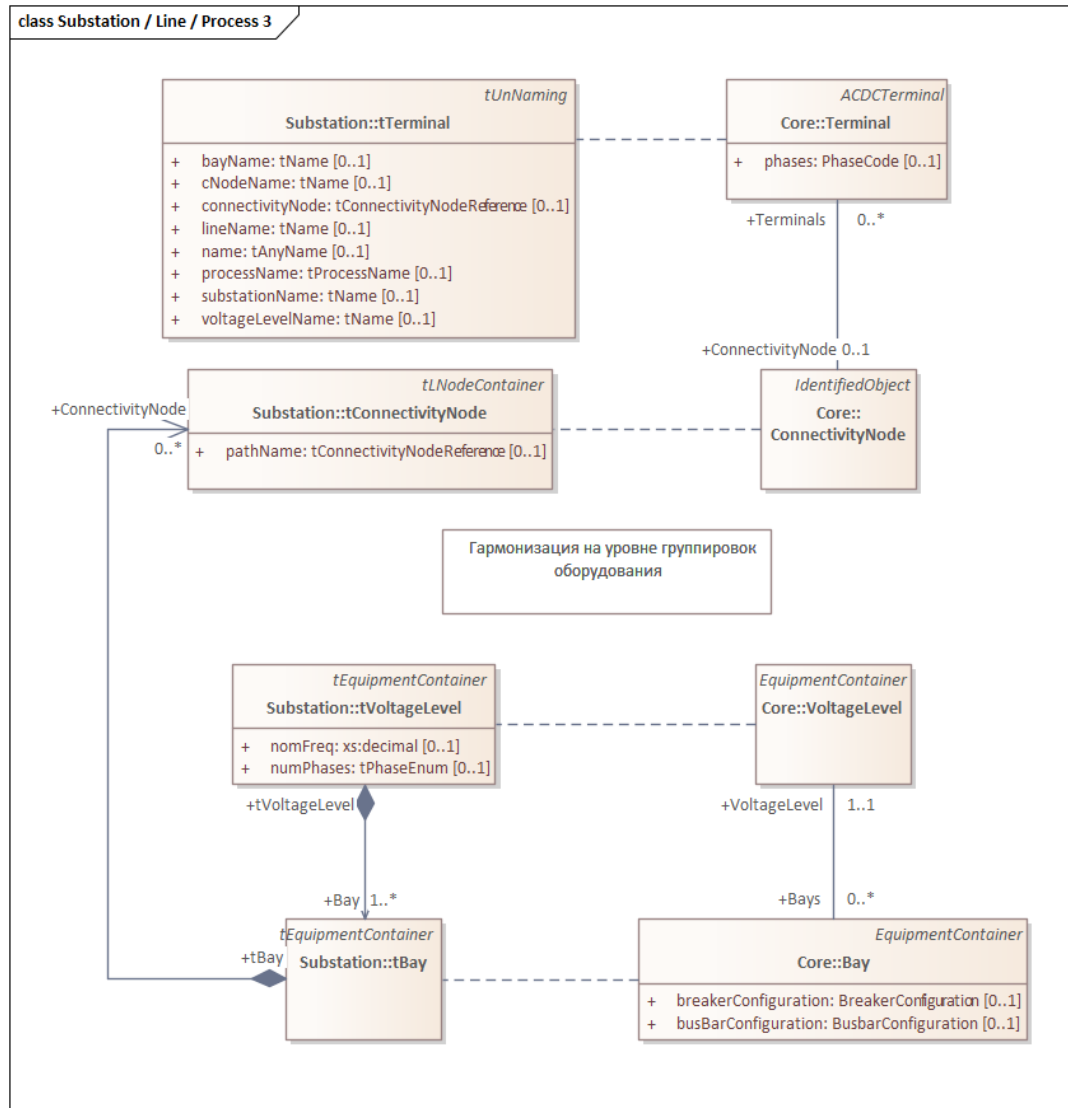 class Substation / Line / Process 3
tUnNaming
Substation::tTerminal
+ bayName: tName [0..1]
+ cNodeName: tName [0..1]
+ connectivityNode: tConnectivityNodeReference [0..1]
+ lineName: tName [0..1]
+ name: tAnyName [0..1]
+ processName: tProcessName [0..1]
+ substationName: tName [0..1]
+ voltageLevelName: tName [0..1]
ACDCTerminal
Core::Terminal
+ phases: PhaseCode [0..1]
+Terminals 0..*
+ConnectivityNode 0..1
tLNodeContainer
Substation::tConnectivityNode
+ pathName: tConnectivityNodeReference [0..1]
+ConnectivityNode
0..*
IdentifiedObject
Core::
ConnectivityNode
Гармонизация на уровне группировок
оборудования
tEquipmentContainer
Substation::tVoltageLevel
+ nomFreq: xs:decimal [0..1]
+ numPhases: tPhaseEnum [0..1]
EquipmentContainer
Core::VoltageLevel
+tVoltageLevel
+VoltageLevel 1..1
+Bay 1..*
+Bays 0..*
tEquipmentContainer
Substation::tBay
+tBay
EquipmentContainer
Core::Bay
+ breakerConfiguration: BreakerConfiguration [0..1]
+ busBarConfiguration: BusbarConfiguration [0..1]